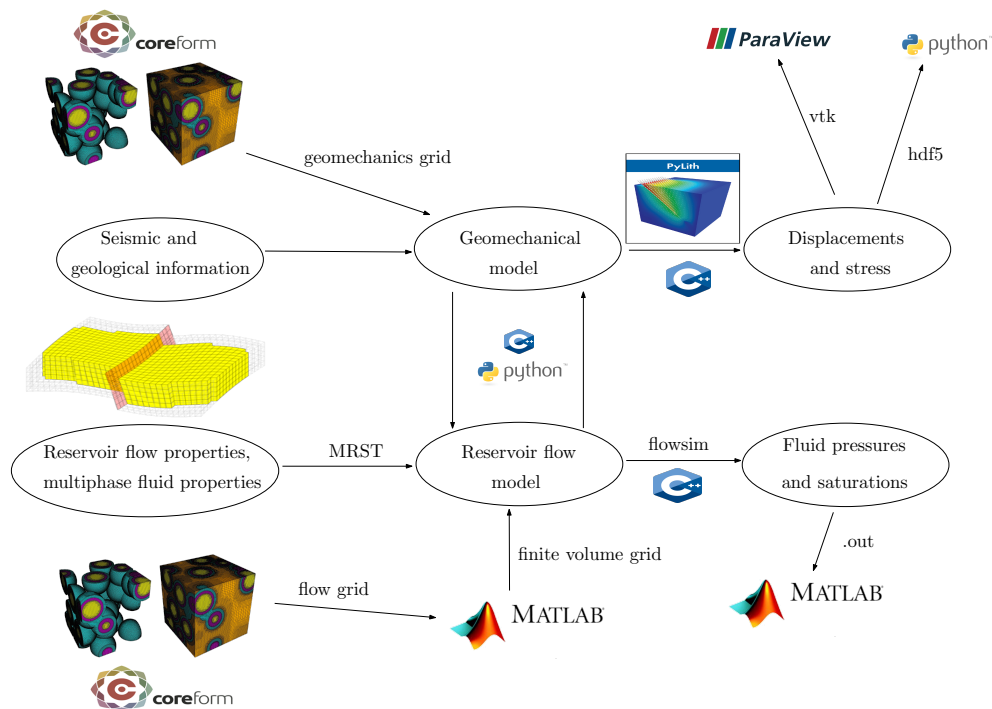 coreform
ParaView
python™
geomechanics grid
vtk
hdf5
PyLith
Seismic and
geological information
Geomechanical
model
Displacements
and stress
C++
C++
python™
Reservoir flow properties,
multiphase fluid properties
MRST
Reservoir flow
model
flowsim
C++
Fluid pressures
and saturations
finite volume grid
.out
flow grid
MATLAB®
MATLAB®
coreform